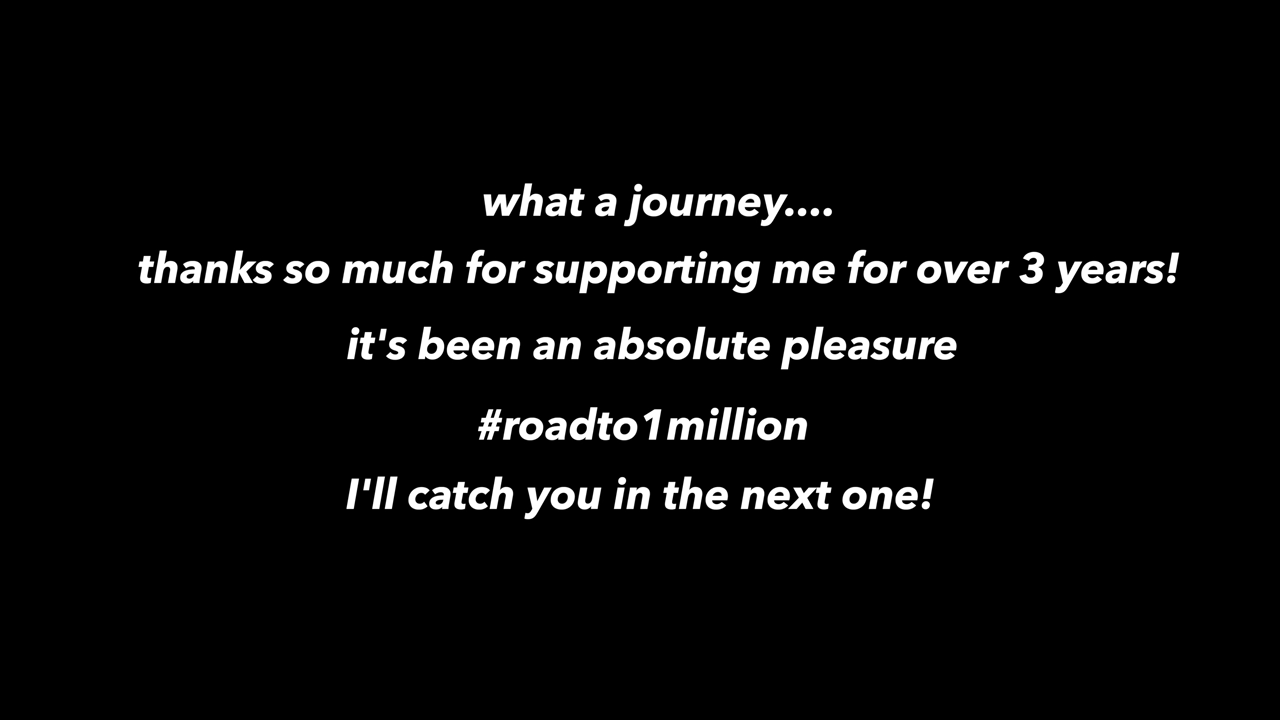 what a journey....
thanks so much for supporting me for over 3 years!
it's been an absolute pleasure
#roadto1million
I'll catch you in the next one!